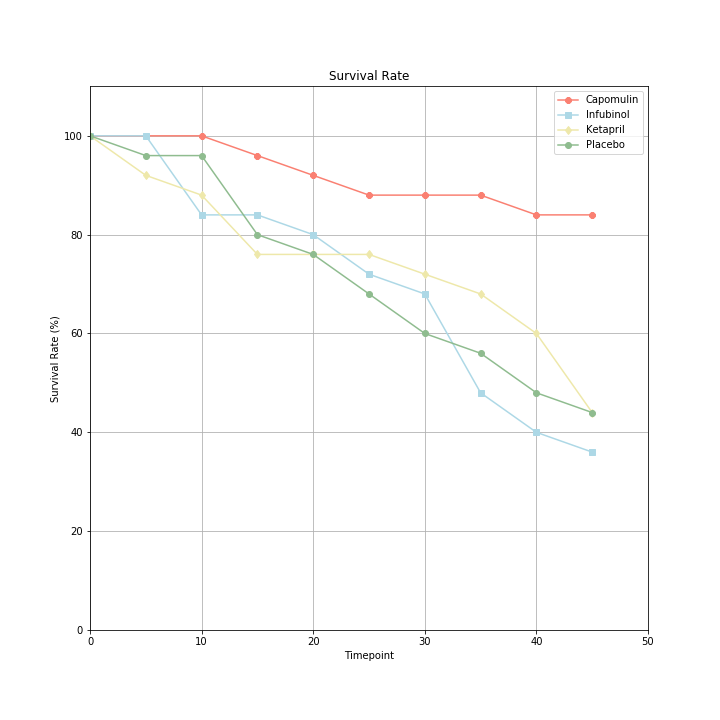 Survival Rate
Capomulin
Infubinol
Ketapril
Placebo
Survival Rate (%)
100
80
60
40
20
0
0 10 20 30 40 50
Timepoint